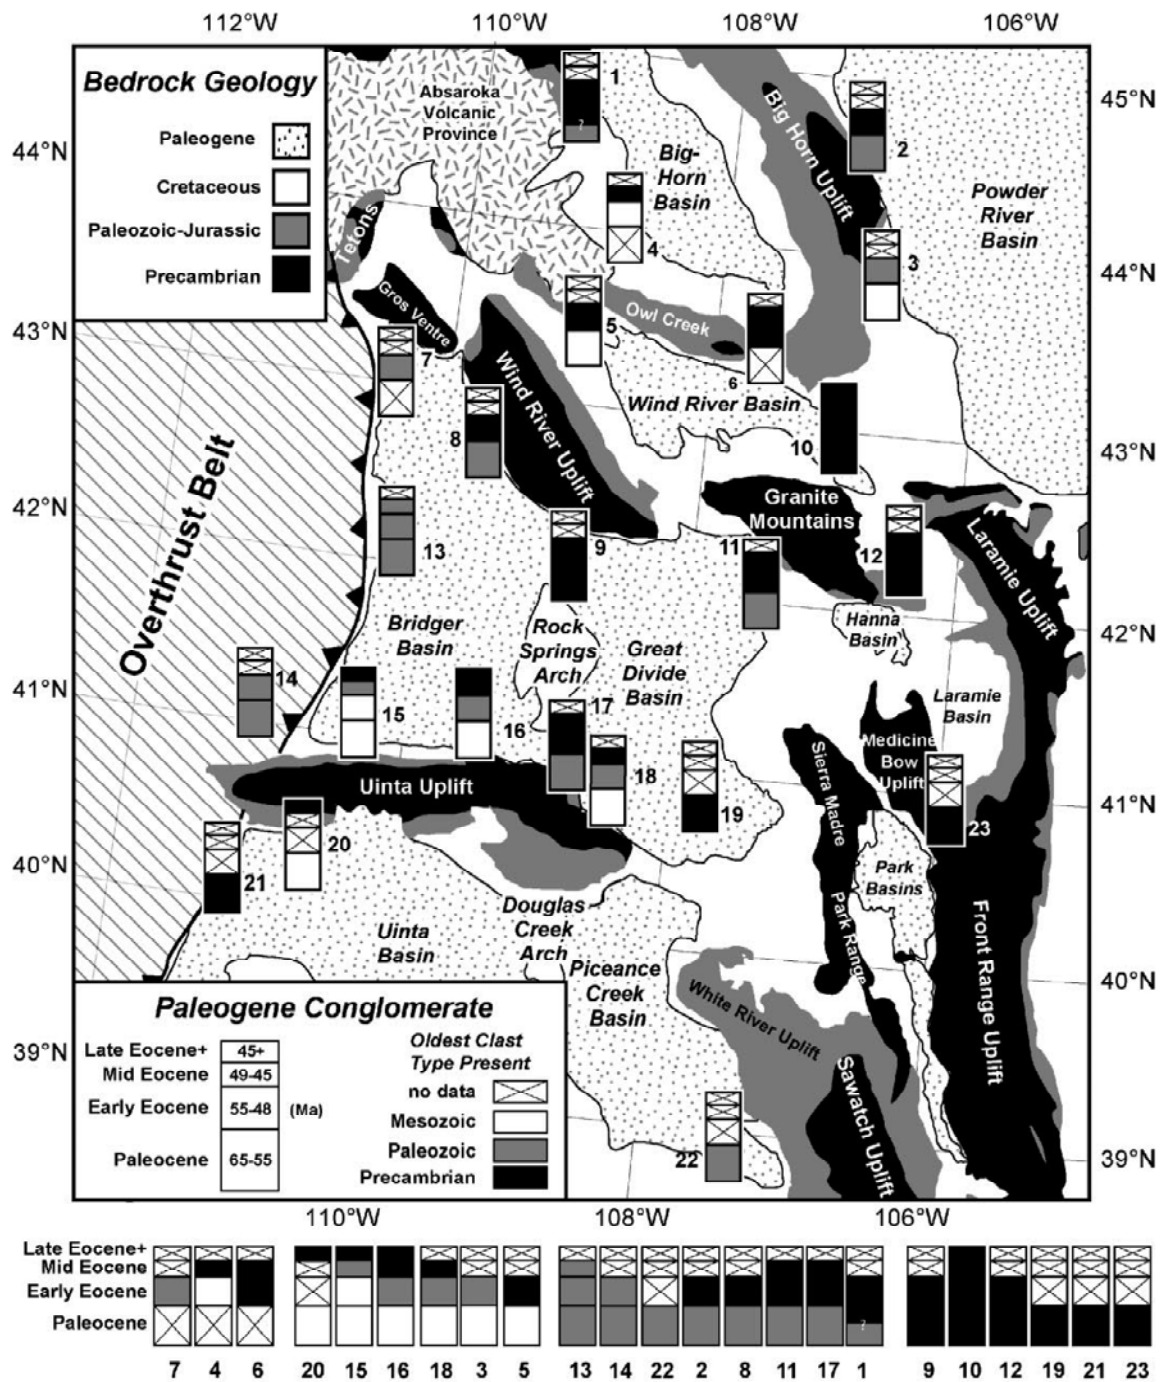 112°W 110°W 108°W 106°W
Bedrock Geology
Paleogene
Cretaceous
Paleozoic-Jurassic
Precambrian
45°N
44°N
43°N
42°N
41°N
40°N
39°N
44°N
43°N
42°N
41°N
40°N
39°N
Absaroka
Volcanic
Province
1
?
Big-
Horn
Basin
Big Horn Uplift
2
Powder
River
Basin
Tetons
4
3
Gros Ventre
5
Owl Creek
7
6
Wind River Uplift
Wind River Basin
8
10
Overthrust Belt
Granite
Mountains
13
9
11
12
Laramie Uplift
Bridger
Basin
Rock
Springs
Arch
Great
Divide
Basin
Hanna
Basin
14
15
16
17
Laramie
Basin
Medicine
Bow
Uplift
Sierra Madre
Uinta Uplift
18
19
23
20
21
Park
Basins
Park Range
Front Range Uplift
Uinta
Basin
Douglas
Creek
Arch
Piceance
Creek
Basin
White River Uplift
Sawatch Uplift
22
Paleogene Conglomerate
Late Eocene+ 45+
Mid Eocene 49-45
Early Eocene 55-48 (Ma)
Paleocene 65-55
Oldest Clast
Type Present
no data
Mesozoic
Paleozoic
Precambrian
110°W 108°W 106°W
Late Eocene+
Mid Eocene
Early Eocene
Paleocene
?
7 4 6 20 15 16 18 3 5 13 14 22 2 8 11 17 1 9 10 12 19 21 23